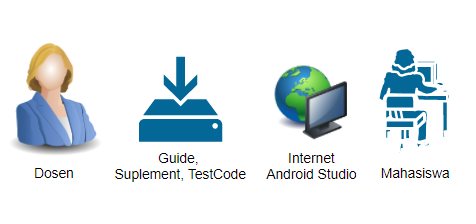 Dosen
Guide,
Suplement, TestCode
Internet
Android Studio
Mahasiswa